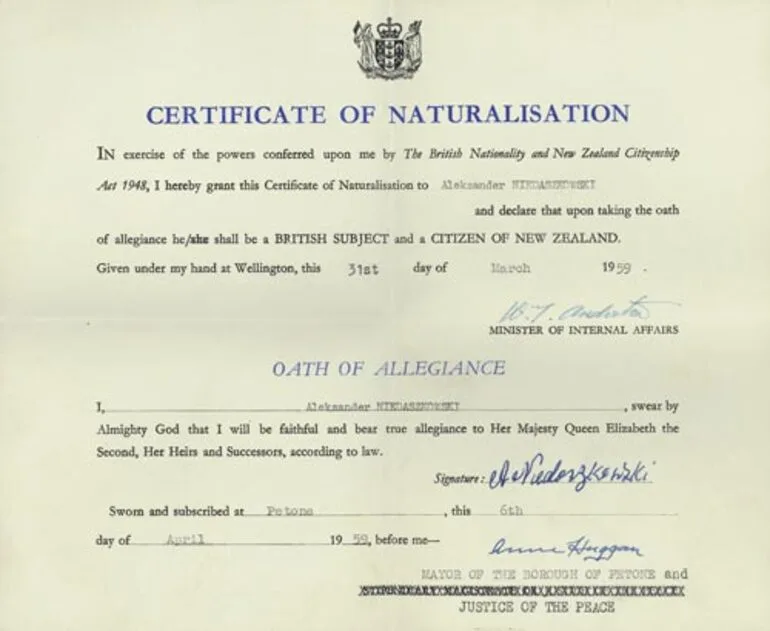 CERTIFICATE OF NATURALISATION
IN exercise of the powers conferred upon me by The British Nationality and New Zealand Citizenship
Act 1948, I hereby grant this Certificate of Naturalisation to Aleksander NIEDASZKOWSKI
and declare that upon taking the oath
of allegiance he/she shall be a BRITISH SUBJECT and a CITIZEN OF NEW ZEALAND.
Given under my hand at Wellington, this 31st day of March 1959.
MINISTER OF INTERNAL AFFAIRS
OATH OF ALLEGIANCE
I, Aleksander NIEDASZKOWSKI, swear by
Almighty God that I will be faithful and bear true allegiance to Her Majesty Queen Elizabeth the
Second, Her Heirs and Successors, according to law.
Signature: A Niedaszkowski
Sworn and subscribed at Petone, this 6th
day of April 1959, before me—
Anne Huggan
MAYOR OF THE BOROUGH OF PETONE and
JUSTICE OF THE PEACE